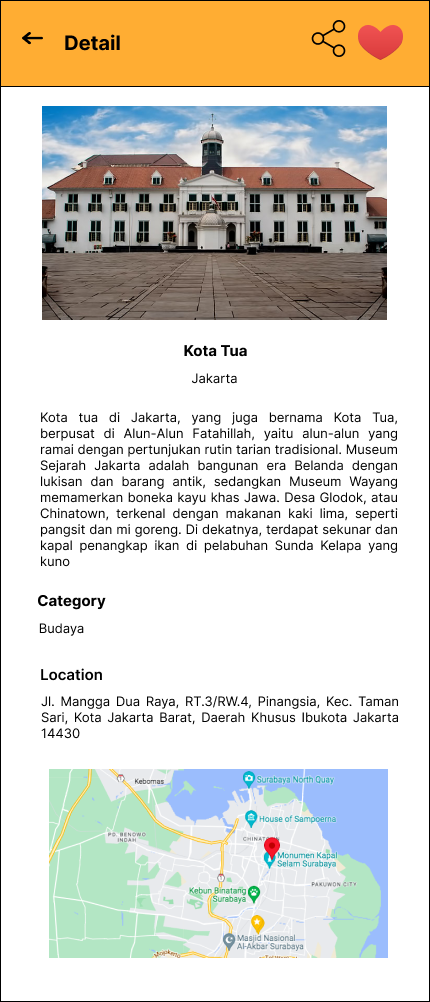 Detail
Kota Tua
Jakarta
Kota tua di Jakarta, yang juga bernama Kota Tua,
berpusat di Alun-Alun Fatahillah, yaitu alun-alun yang
ramai dengan pertunjukan rutin tarian tradisional. Museum
Sejarah Jakarta adalah bangunan era Belanda dengan
lukisan dan barang antik, sedangkan Museum Wayang
memamerkan boneka kayu khas Jawa. Desa Glodok, atau
Chinatown, terkenal dengan makanan kaki lima, seperti
pangsit dan mi goreng. Di dekatnya, terdapat sekunar dan
kapal penangkap ikan di pelabuhan Sunda Kelapa yang
kuno
Category
Budaya
Location
Jl. Mangga Dua Raya, RT.3/RW.4, Pinangsia, Kec. Taman
Sari, Kota Jakarta Barat, Daerah Khusus Ibukota Jakarta
14430
Kebomas
Surabaya North Quay
House of Sampoerna
PO. BENOWO
INDAH
CHINATO
Monumen Kapal
Selam Surabaya
Kebun Binatang
Surabaya
PAKUWON CITY
Masjid Nasional
Al-Akbar Surabaya